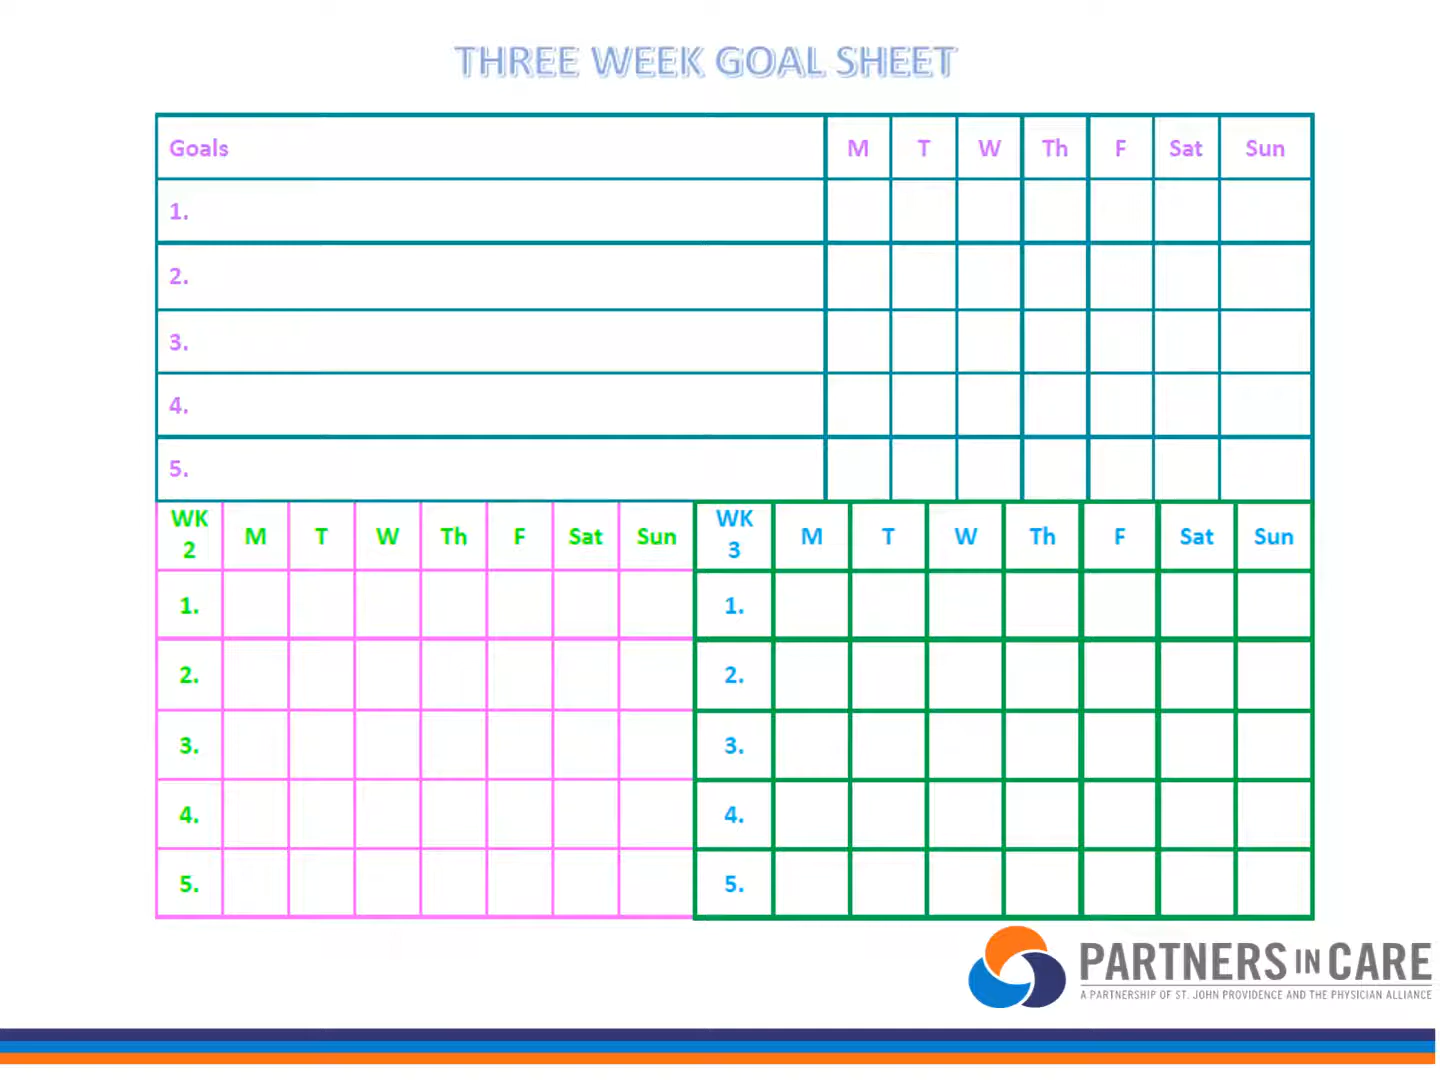 THREE WEEK GOAL SHEET
Goals M T W Th F Sat Sun
1.
2.
3.
4.
5.
WK 2 M T W Th F Sat Sun
1.
2.
3.
4.
5.
WK 3 M T W Th F Sat Sun
1.
2.
3.
4.
5.
PARTNERS IN CARE
A PARTNERSHIP OF ST. JOHN PROVIDENCE AND THE PHYSICIAN ALLIANCE